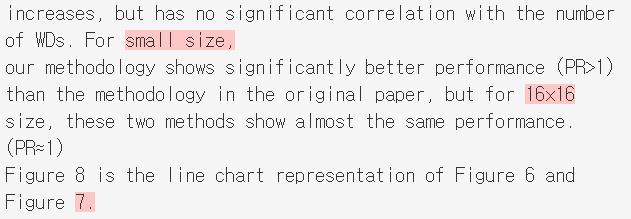 increases, but has no significant correlation with the number
of WDs. For small size,
our methodology shows significantly better performance (PR>1)
than the methodology in the original paper, but for 16×16
size, these two methods show almost the same performance.
(PR≈1)
Figure 8 is the line chart representation of Figure 6 and
Figure 7.